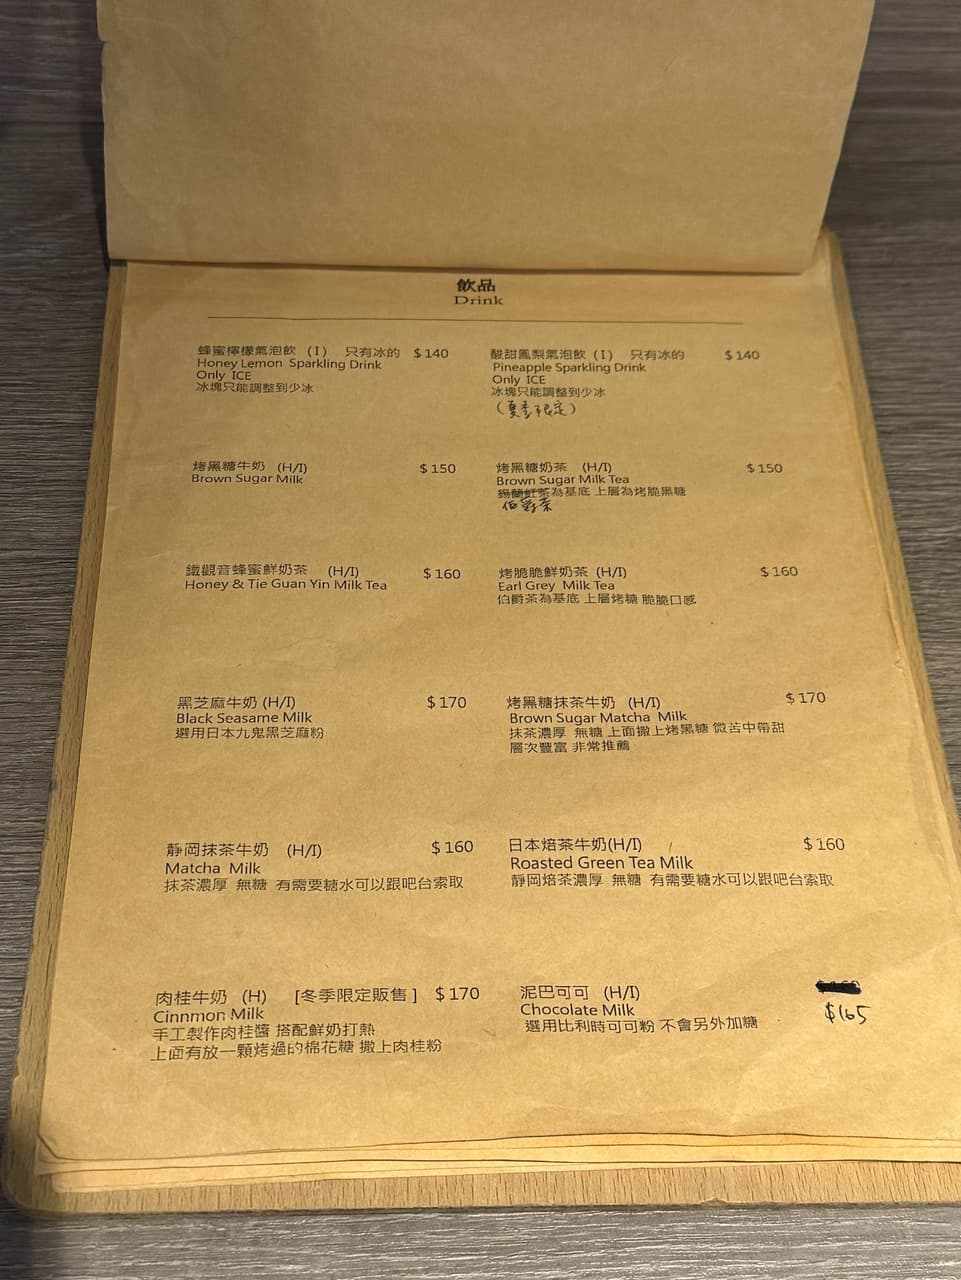 飲品
Drink
蜂蜜檸檬氣泡飲 (I) 只有冰的 $140
Honey Lemon Sparkling Drink
Only ICE
冰塊只能調整到少冰
酸甜鳳梨氣泡飲 (I) 只有冰的 $140
Pineapple Sparkling Drink
Only ICE
冰塊只能調整到少冰
(夏季限定)
烤黑糖牛奶 (H/I) $150
Brown Sugar Milk
烤黑糖奶茶 (H/I) $150
Brown Sugar Milk Tea
錫蘭紅茶為基底 上層為烤脆黑糖
伯爵茶
鐵觀音蜂蜜鮮奶茶 (H/I) $160
Honey & Tie Guan Yin Milk Tea
烤脆脆鮮奶茶 (H/I) $160
Earl Grey Milk Tea
伯爵茶為基底 上層烤糖 脆脆口感
黑芝麻牛奶 (H/I) $170
Black Seasame Milk
選用日本九鬼黑芝麻粉
烤黑糖抹茶牛奶 (H/I) $170
Brown Sugar Matcha Milk
抹茶濃厚 無糖 上面撒上烤黑糖 微苦中帶甜
層次豐富 非常推薦
靜岡抹茶牛奶 (H/I) $160
Matcha Milk
抹茶濃厚 無糖 有需要糖水可以跟吧台索取
日本焙茶牛奶(H/I) $160
Roasted Green Tea Milk
靜岡焙茶濃厚 無糖 有需要糖水可以跟吧台索取
肉桂牛奶 (H) [冬季限定販售] $170
Cinnmon Milk
手工製作肉桂醬 搭配鮮奶打熱
上面有放一顆烤過的棉花糖 撒上肉桂粉
泥巴可可 (H/I)
Chocolate Milk
選用比利時可可粉 不會另外加糖
$165